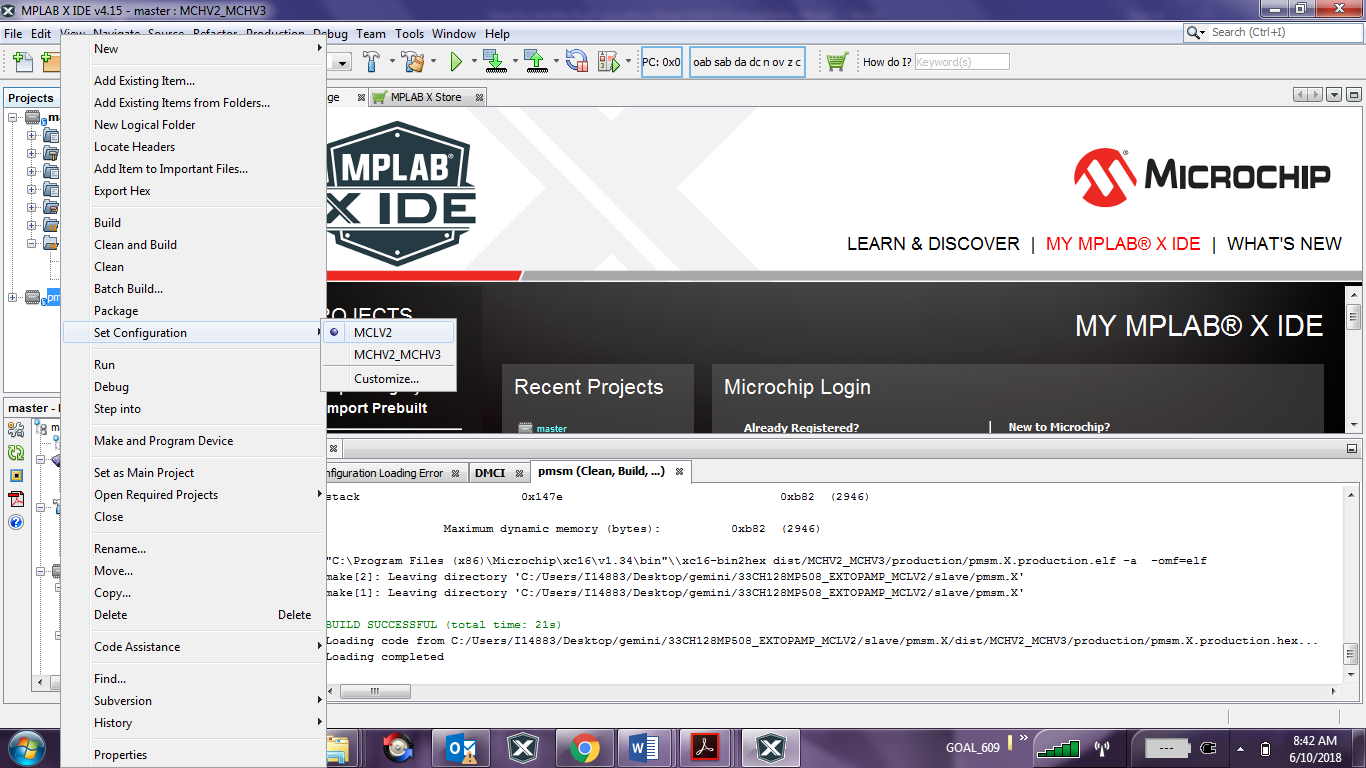 MPLAB X IDE v4.15 - master : MCHV2_MCHV3
File Edit View Navigate Source Refactor Production Debug Team Tools Window Help
Search (Ctrl+I)
PC: 0x0
oab sab da dc n ov z c
How do I?
Keyword(s)
Projects
ge
MPLAB X Store
New
Add Existing Item...
Add Existing Items from Folders...
New Logical Folder
Locate Headers
Add Item to Important Files...
Export Hex
Build
Clean and Build
Clean
Batch Build...
Package
Set Configuration
Run
Debug
Step into
Make and Program Device
Set as Main Project
Open Required Projects
Close
Rename...
Move...
Copy...
Delete Delete
Code Assistance
Find...
Subversion
History
Properties
MCLV2
MCHV2_MCHV3
Customize...
MPLAB®
X IDE
MICROCHIP
LEARN & DISCOVER | MY MPLAB® X IDE | WHAT'S NEW
MY MPLAB® X IDE
Recent Projects
master
Microchip Login
Already Registered?
New to Microchip?
mport Prebuilt
master -
nfiguration Loading Error
DMCI
pmsm (Clean, Build, ...)
stack 0x147e 0xb82 (2946)
Maximum dynamic memory (bytes): 0xb82 (2946)
"C:\Program Files (x86)\Microchip\xc16\v1.34\bin"\\xc16-bin2hex dist/MCHV2_MCHV3/production/pmsm.X.production.elf -a -omf=elf
make[2]: Leaving directory 'C:/Users/I14883/Desktop/gemini/33CH128MP508_EXTOPAMP_MCLV2/slave/pmsm.X'
make[1]: Leaving directory 'C:/Users/I14883/Desktop/gemini/33CH128MP508_EXTOPAMP_MCLV2/slave/pmsm.X'
BUILD SUCCESSFUL (total time: 21s)
Loading code from C:/Users/I14883/Desktop/gemini/33CH128MP508_EXTOPAMP_MCLV2/slave/pmsm.X/dist/MCHV2_MCHV3/production/pmsm.X.production.hex...
Loading completed
GOAL_609
8:42 AM
6/10/2018